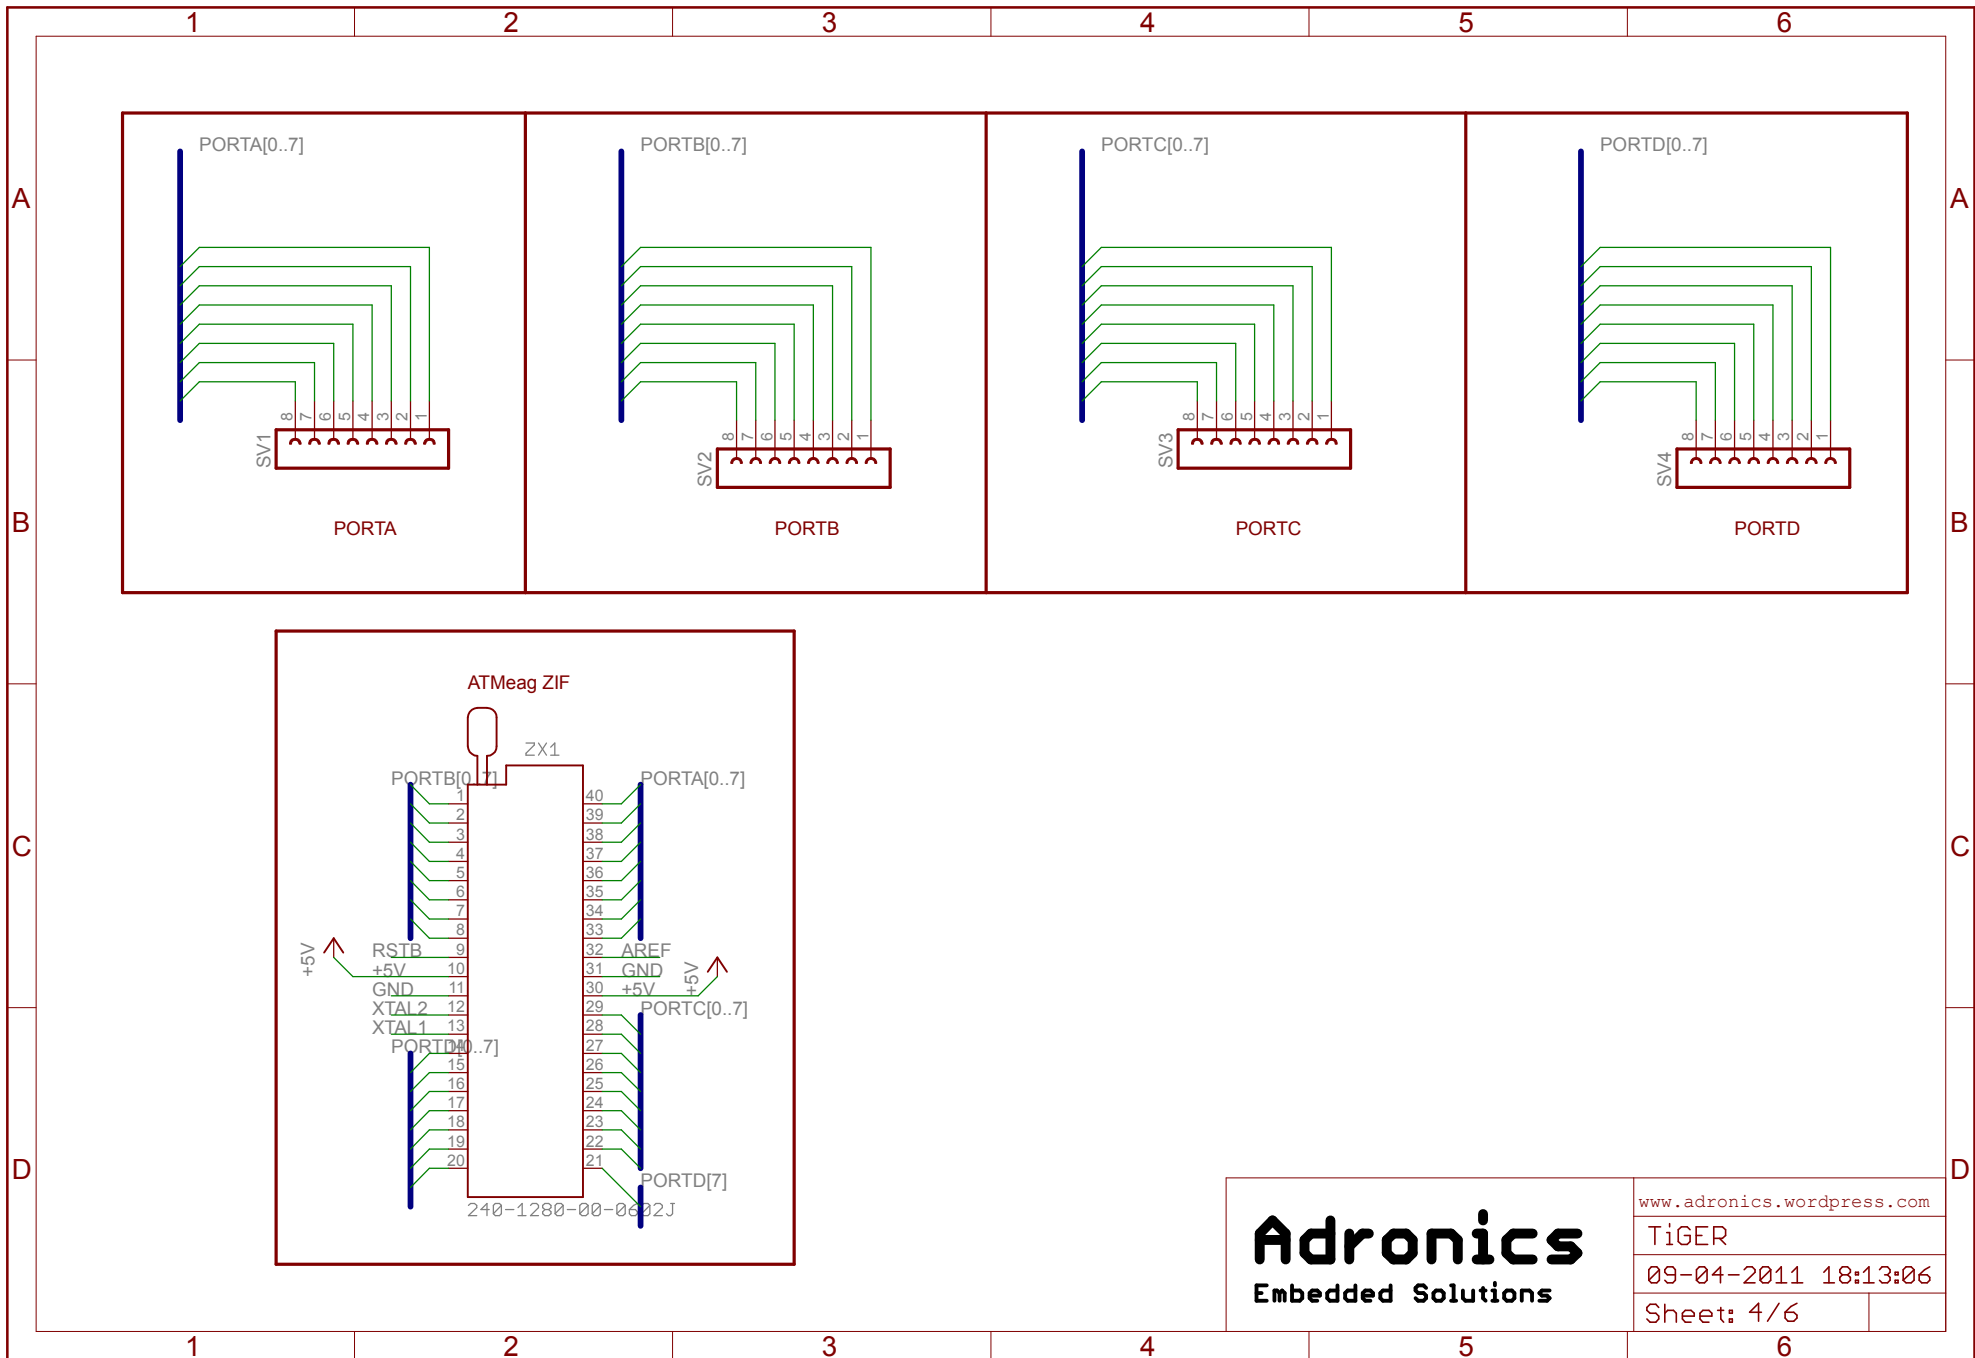 1 2 3 4 5 6
A A
PORTA[0..7] PORTB[0..7] PORTC[0..7] PORTD[0..7]
8 7 6 5 4 3 2 1
SV1
8 7 6 5 4 3 2 1
SV2
8 7 6 5 4 3 2 1
SV3
8 7 6 5 4 3 2 1
SV4
B B
PORTA PORTB PORTC PORTD
ATMeag ZIF
ZX1
PORTB[0..7] PORTA[0..7]
1 40
2 39
3 38
C C
4 37
5 36
6 35
7 34
8 33
+5V RSTB 9 32 AREF
+5V 10 31 GND +5V
GND 11 30 +5V
XTAL2 12 29 PORTC[0..7]
XTAL1 13 28
PORTD[0..7] 14 27
15 26
16 25
17 24
18 23
19 22
20 21
D D
PORTD[7]
240-1280-00-0602J
Adronics
Embedded Solutions
www.adronics.wordpress.com
TiGER
09-04-2011 18:13:06
Sheet: 4/6
1 2 3 4 5 6